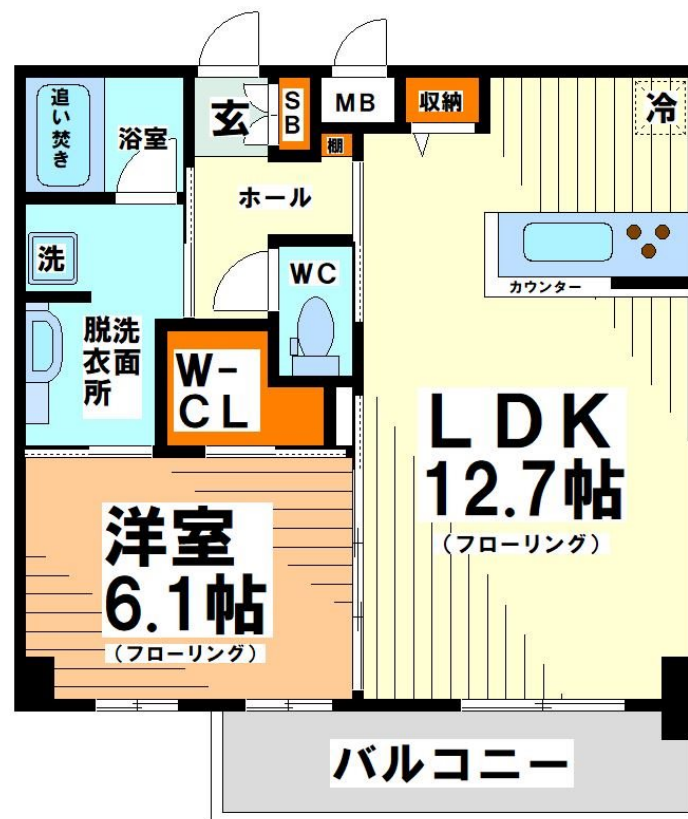 追い焚き
浴室
玄
SB
MB
収納
冷
棚
ホール
洗
WC
カウンター
洗面
脱衣所
W-
CL
LDK
12.7帖
(フローリング)
洋室
6.1帖
(フローリング)
バルコニー